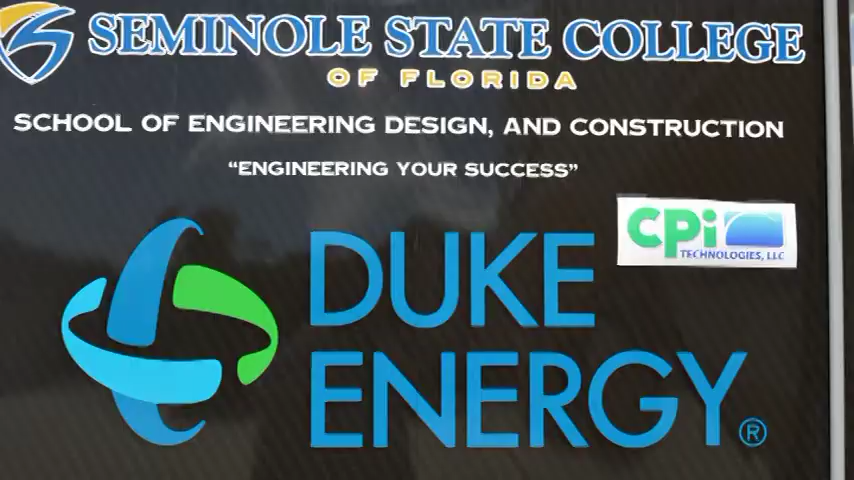 SEMINOLE STATE COLLEGE
OF FLORIDA
SCHOOL OF ENGINEERING DESIGN, AND CONSTRUCTION
“ENGINEERING YOUR SUCCESS”
CPi
TECHNOLOGIES, LLC
DUKE
ENERGY®